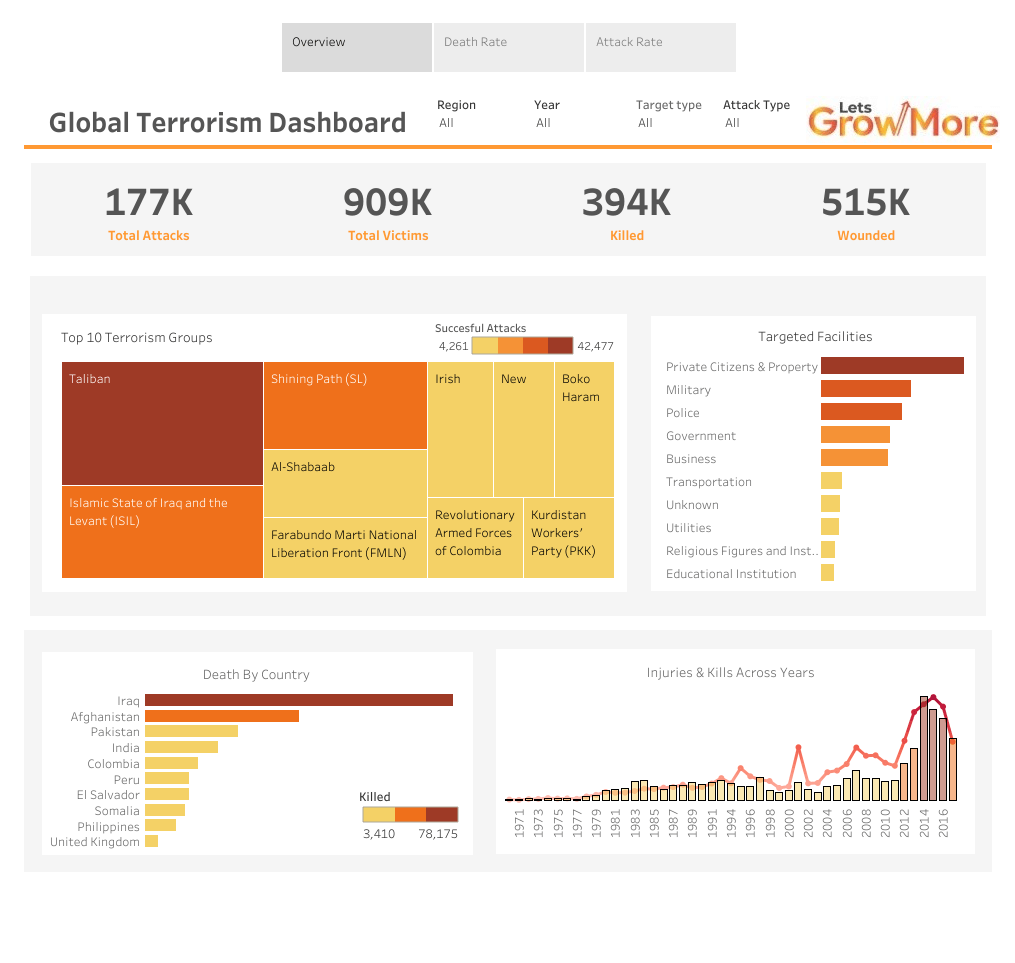 Overview
Death Rate
Attack Rate
Global Terrorism Dashboard
Region
All
Year
All
Target type
All
Attack Type
All
Lets
GrowMore
177K
Total Attacks
909K
Total Victims
394K
Killed
515K
Wounded
Top 10 Terrorism Groups
Succesful Attacks
4,261
42,477
Taliban
Islamic State of Iraq and the
Levant (ISIL)
Shining Path (SL)
Al-Shabaab
Farabundo Marti National
Liberation Front (FMLN)
Irish
New
Boko
Haram
Revolutionary
Armed Forces
of Colombia
Kurdistan
Workers'
Party (PKK)
Targeted Facilities
Private Citizens & Property
Military
Police
Government
Business
Transportation
Unknown
Utilities
Religious Figures and Inst..
Educational Institution
Death By Country
Iraq
Afghanistan
Pakistan
India
Colombia
Peru
El Salvador
Somalia
Philippines
United Kingdom
Killed
3,410
78,175
Injuries & Kills Across Years
1971
1973
1975
1977
1979
1981
1983
1985
1987
1989
1991
1994
1996
1998
2000
2002
2004
2006
2008
2010
2012
2014
2016